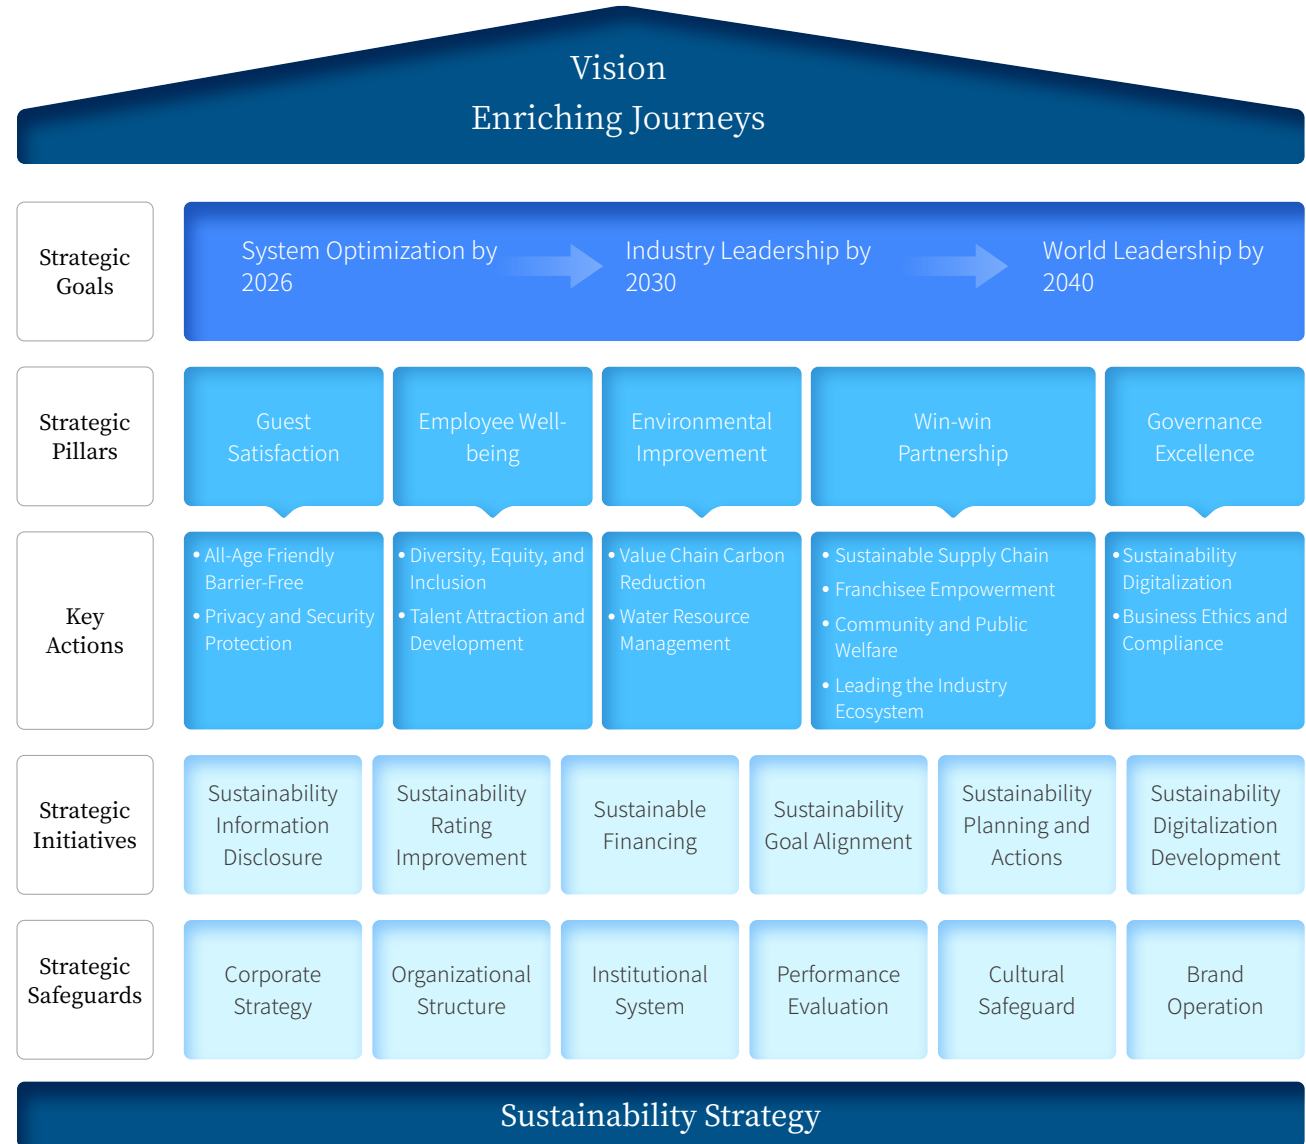 Vision
Enriching Journeys
Strategic
Goals
System Optimization by
2026
Industry Leadership by
2030
World Leadership by
2040
Strategic
Pillars
Guest
Satisfaction
Employee Well-
being
Environmental
Improvement
Win-win
Partnership
Governance
Excellence
Key
Actions
• All-Age Friendly
Barrier-Free
• Privacy and Security
Protection
• Diversity, Equity, and
Inclusion
• Talent Attraction and
Development
• Value Chain Carbon
Reduction
• Water Resource
Management
• Sustainable Supply Chain
• Franchisee Empowerment
• Community and Public
Welfare
• Leading the Industry
Ecosystem
• Sustainability
Digitalization
• Business Ethics and
Compliance
Strategic
Initiatives
Sustainability
Information
Disclosure
Sustainability
Rating
Improvement
Sustainable
Financing
Sustainability
Goal Alignment
Sustainability
Planning and
Actions
Sustainability
Digitalization
Development
Strategic
Safeguards
Corporate
Strategy
Organizational
Structure
Institutional
System
Performance
Evaluation
Cultural
Safeguard
Brand
Operation
Sustainability Strategy